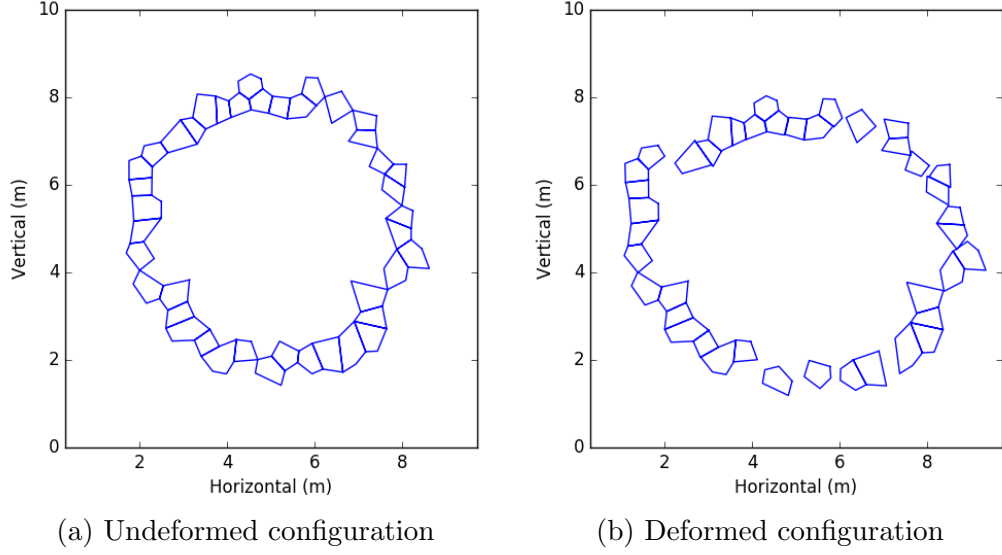 10
8
6
4
2
0
Vertical (m)
2 4 6 8
Horizontal (m)
(a) Undeformed configuration
10
8
6
4
2
0
Vertical (m)
2 4 6 8
Horizontal (m)
(b) Deformed configuration